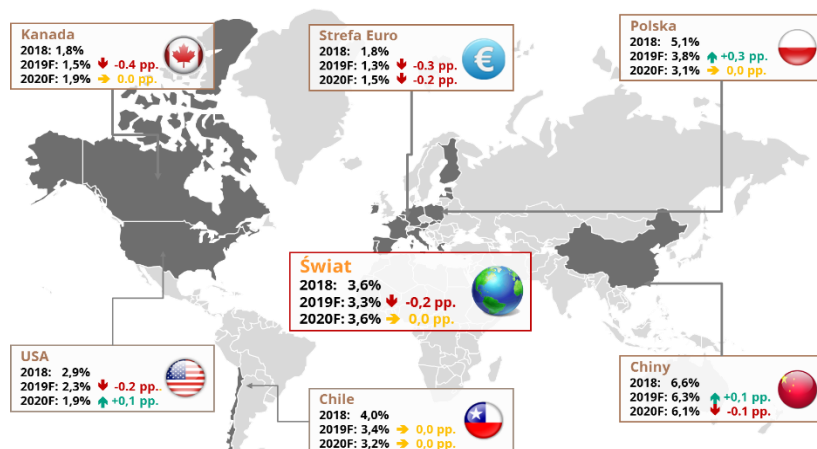 Kanada
2018: 1,8%
2019F: 1,5% -0.4 pp.
2020F: 1,9% 0.0 pp.
Strefa Euro
2018: 1,8%
2019F: 1,3% -0.3 pp.
2020F: 1,5% -0.2 pp.
€
Polska
2018: 5,1%
2019F: 3,8% +0,3 pp.
2020F: 3,1% 0,0 pp.
Świat
2018: 3,6%
2019F: 3,3% -0,2 pp.
2020F: 3,6% 0,0 pp.
USA
2018: 2,9%
2019F: 2,3% -0.2 pp.
2020F: 1,9% +0,1 pp.
Chile
2018: 4,0%
2019F: 3,4% 0,0 pp.
2020F: 3,2% 0,0 pp.
Chiny
2018: 6,6%
2019F: 6,3% +0,1 pp.
2020F: 6,1% -0.1 pp.